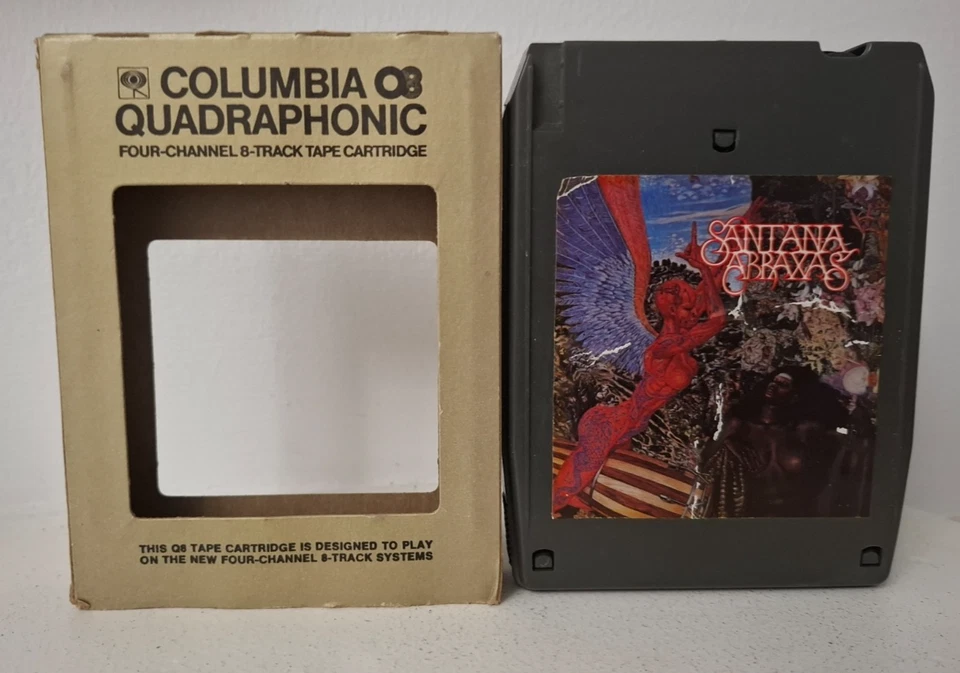 COLUMBIA Q8
QUADRAPHONIC
FOUR-CHANNEL 8-TRACK TAPE CARTRIDGE
THIS Q8 TAPE CARTRIDGE IS DESIGNED TO PLAY
ON THE NEW FOUR-CHANNEL 8-TRACK SYSTEMS
SANTANA
ABRAXAS